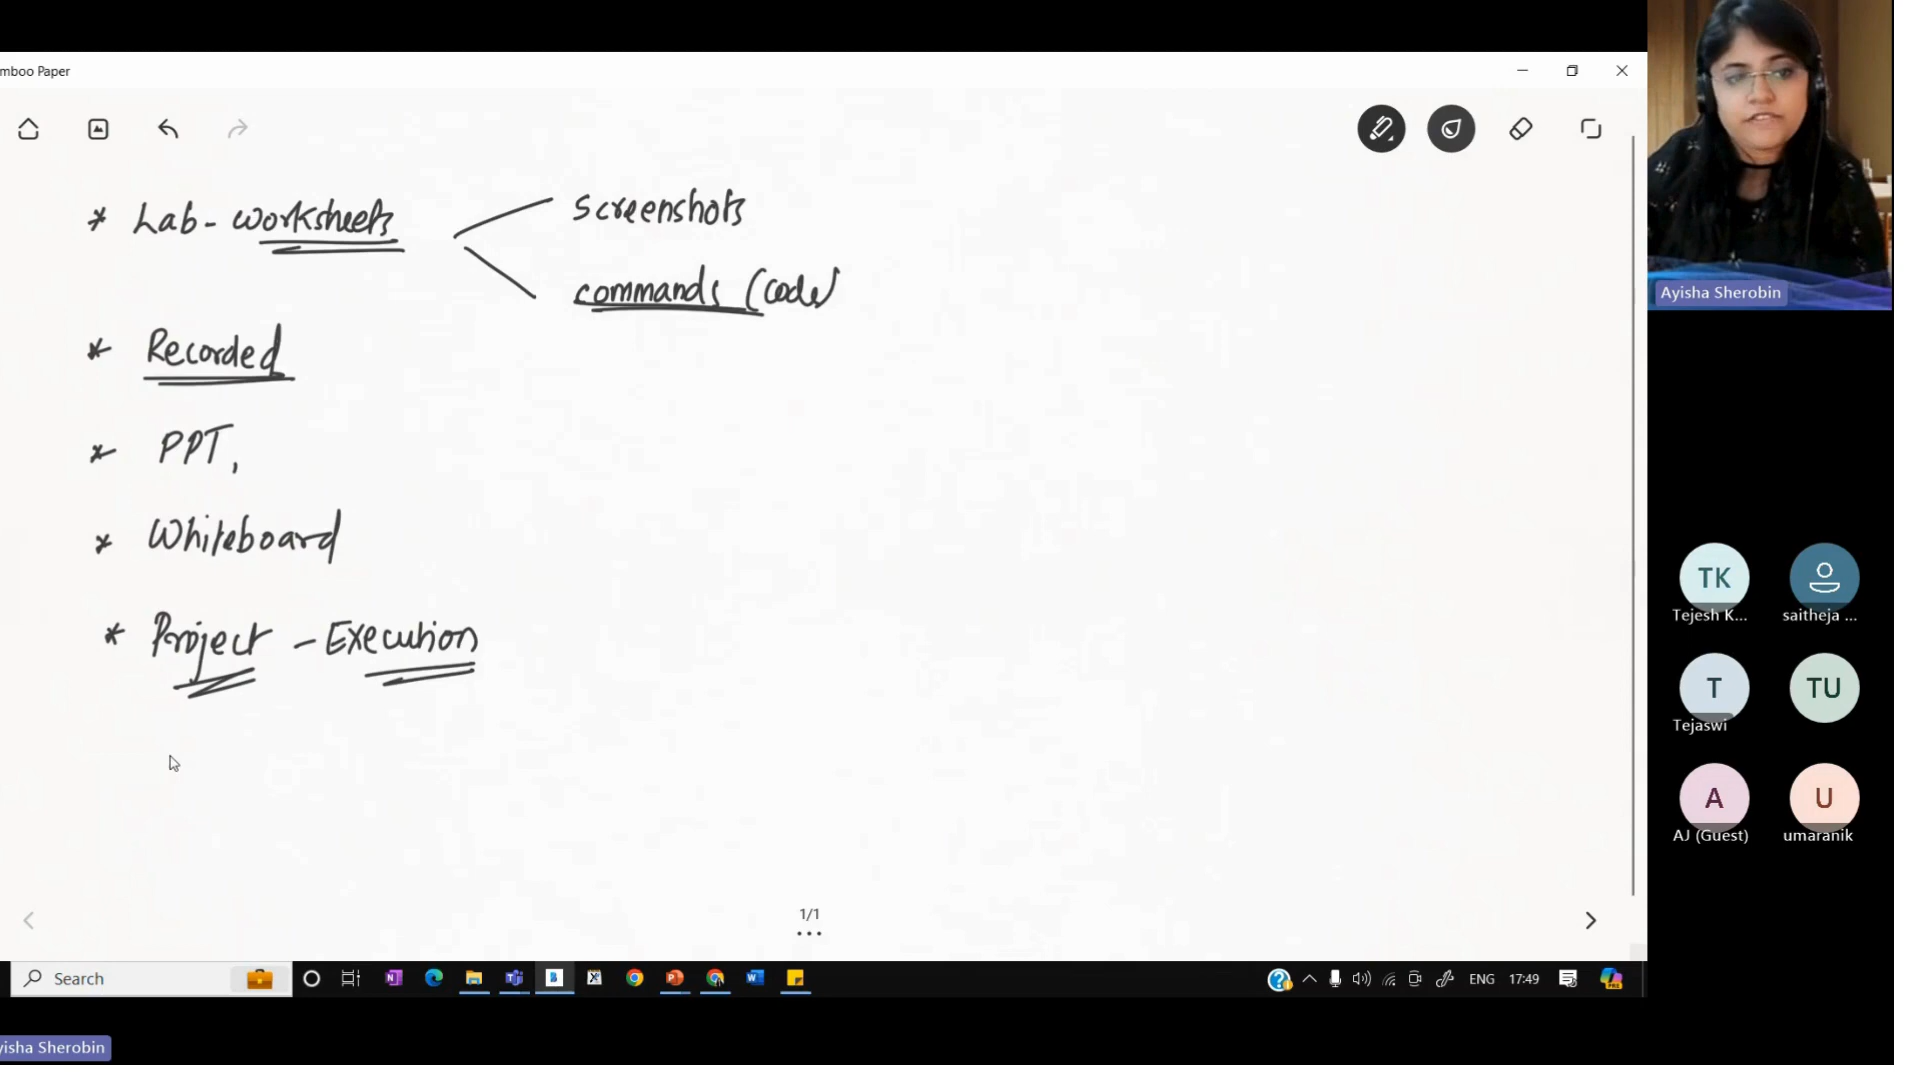 mboo Paper
* Lab - worksheets
screenshots
commands (code)
* Recorded
* PPT,
* Whiteboard
* Project - Execution
1/1
Search
ENG
17:49
yisha Sherobin
Ayisha Sherobin
TK
Tejesh K...
saitheja ...
T
Tejaswi
TU
A
AJ (Guest)
U
umaranik